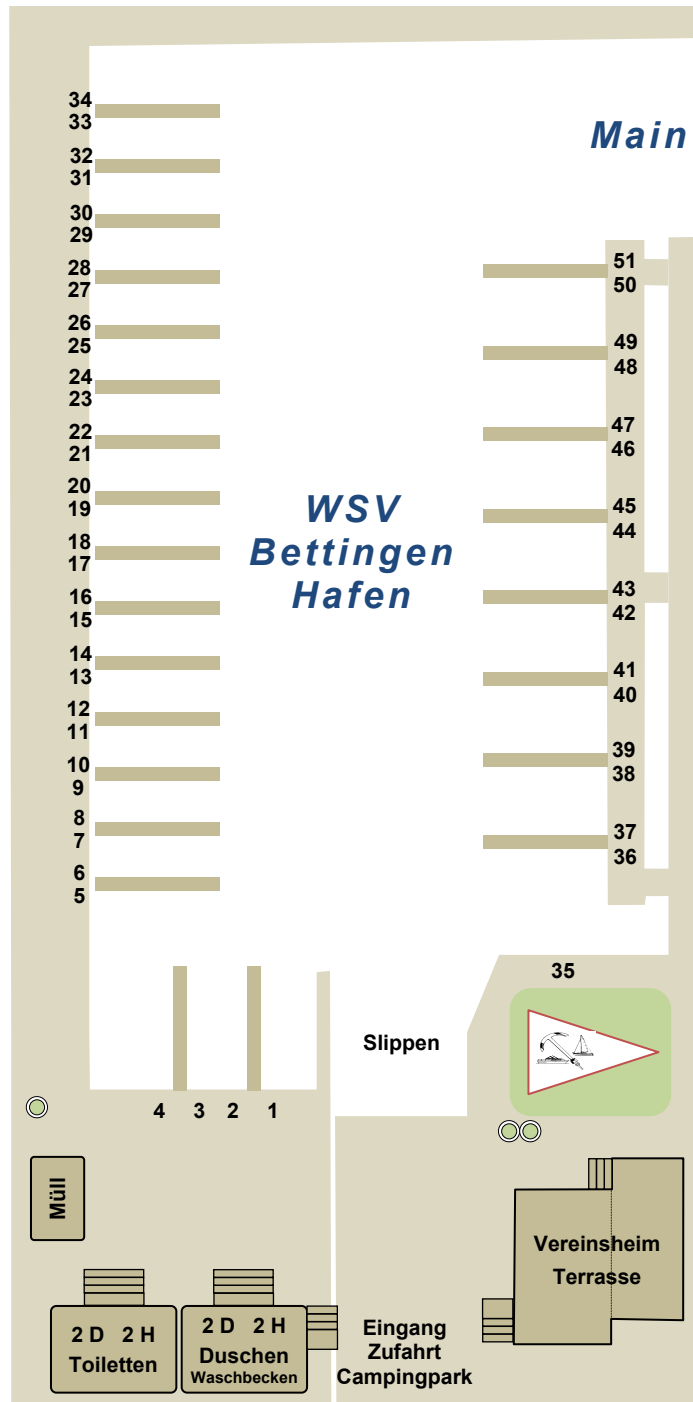 34
33
Main
32
31
30
29
51
50
28
27
26
25
49
48
24
23
22
21
47
46
20
19
WSV
Bettingen
Hafen
45
44
18
17
16
15
43
42
14
13
41
40
12
11
10
9
39
38
8
7
37
36
6
5
35
Slippen
4 3 2 1
Müll
Vereinsheim
Terrasse
2 D 2 H
Toiletten
2 D 2 H
Duschen
Waschbecken
Eingang
Zufahrt
Campingpark